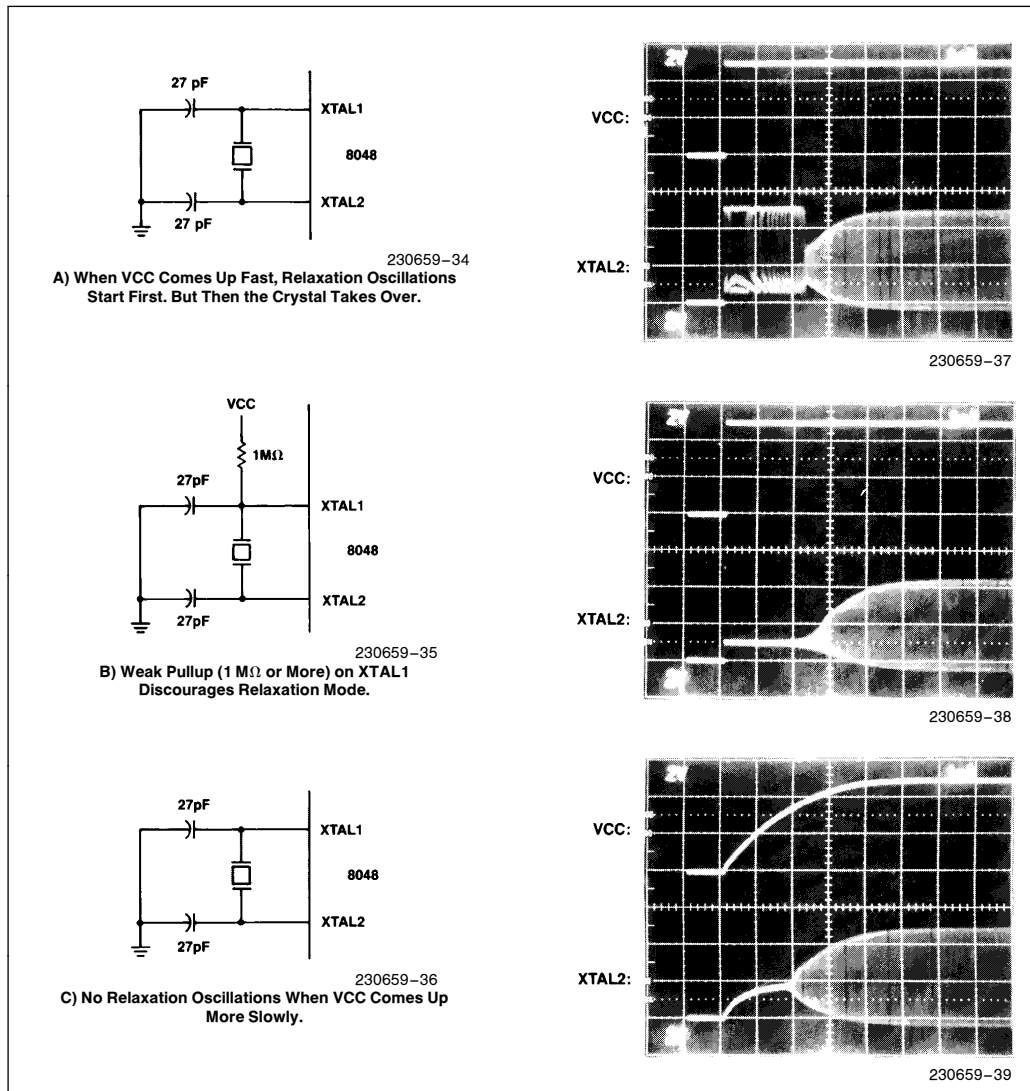 27 pF
XTAL1
8048
XTAL2
27 pF
230659–34
A) When VCC Comes Up Fast, Relaxation Oscillations
Start First. But Then the Crystal Takes Over.
VCC:
XTAL2:
230659–37
VCC
1MΩ
27pF
XTAL1
8048
XTAL2
27pF
230659–35
B) Weak Pullup (1 MΩ or More) on XTAL1
Discourages Relaxation Mode.
VCC:
XTAL2:
230659–38
27pF
XTAL1
8048
XTAL2
27pF
230659–36
C) No Relaxation Oscillations When VCC Comes Up
More Slowly.
VCC:
XTAL2:
230659–39